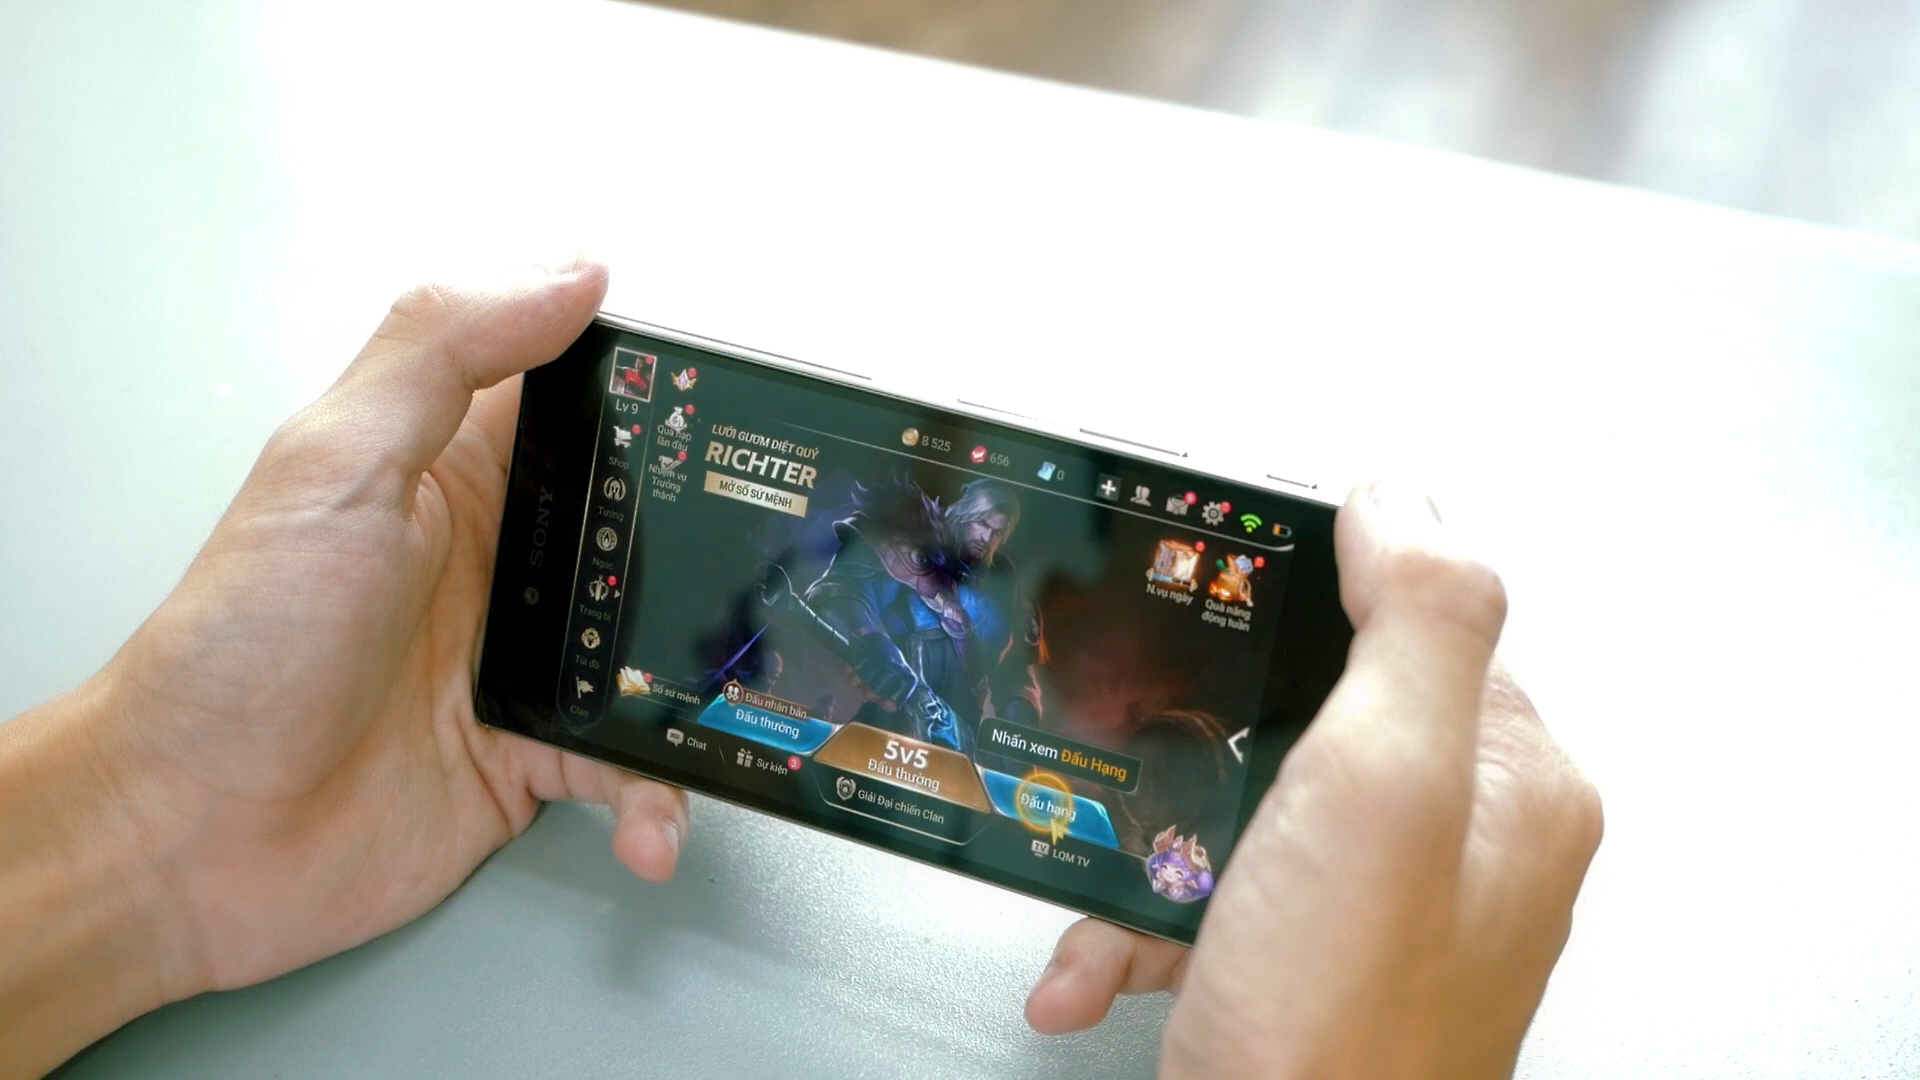 SONY
Lv 9
Shop
Tướng
Ngọc
Trang bị
Túi đồ
Clan
Quà nạp
lần đầu
Nhiệm vụ
Trưởng
thành
LƯỠI GƯƠM DIỆT QUỶ
RICHTER
MỞ SỔ SỨ MỆNH
8 525
656
0
N.vụ ngày
Quà năng
động tuần
Sổ sứ mệnh
Đấu nhân bản
Đấu thường
5v5
Đấu thường
Nhấn xem Đấu Hạng
Đấu hạng
Chat
Sự kiện
3
Giải Đại chiến Clan
TV
LQM TV